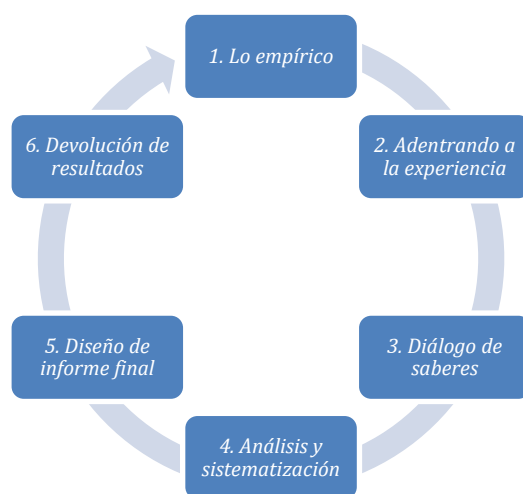 1. Lo empírico
2. Adentrando a
la experiencia
3. Diálogo de
saberes
4. Análisis y
sistematización
5. Diseño de
informe final
6. Devolución de
resultados